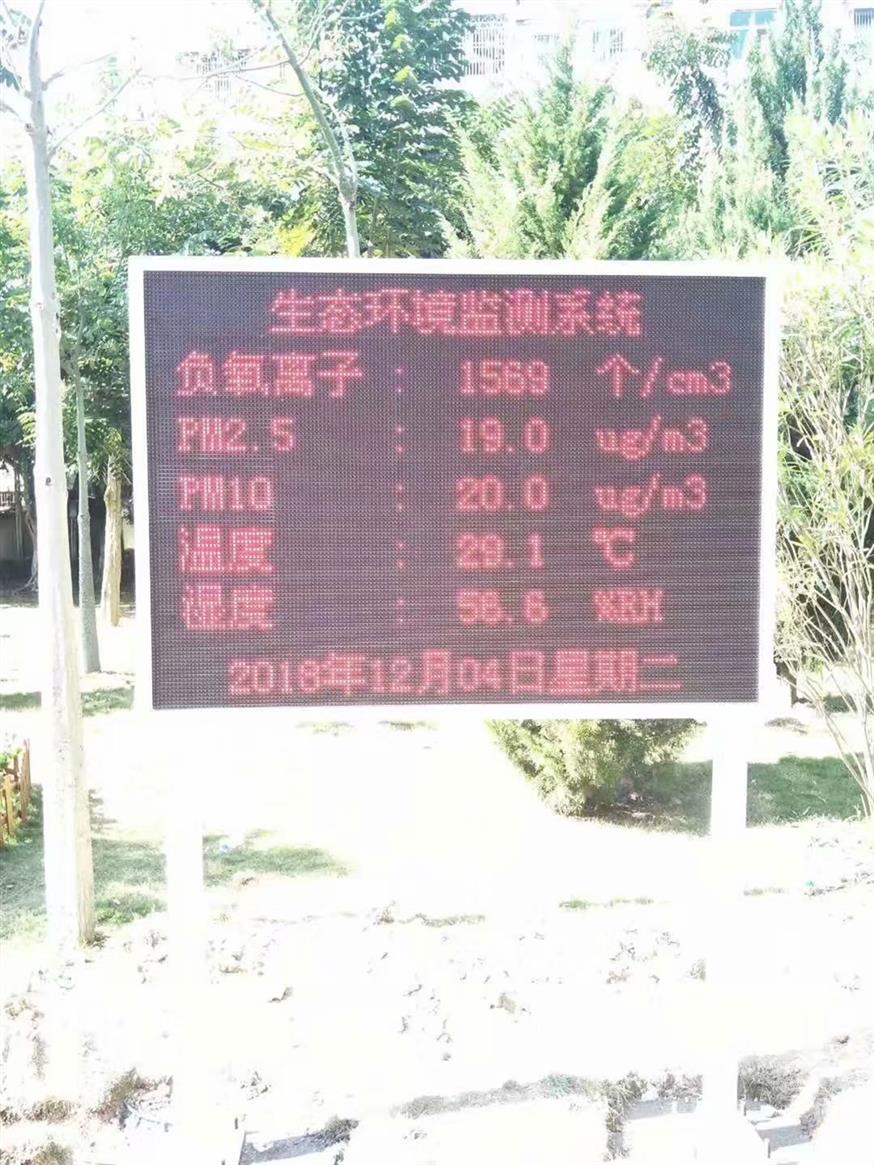 生态环境监测系统
负氧离子 : 1569 个/cm3
PM2.5 : 19.0 ug/m3
PM10 : 20.0 ug/m3
温度 : 29.1 ℃
湿度 : 56.6 %RH
2018年12月04日星期二